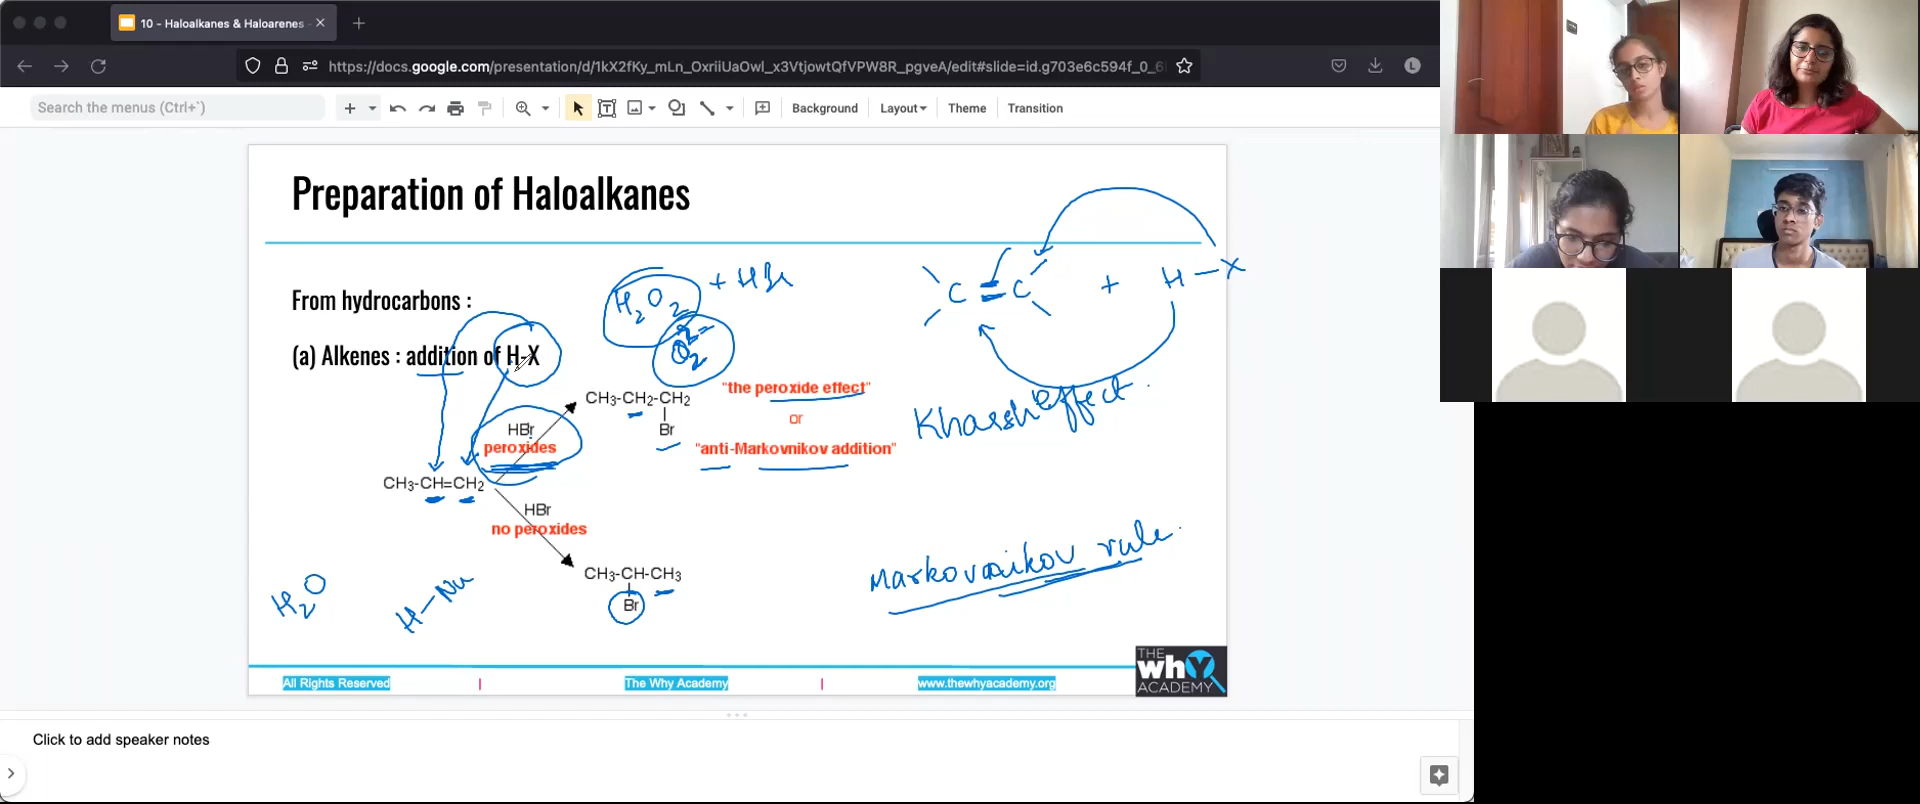 10 - Haloalkanes & Haloarenes -
https://docs.google.com/presentation/d/1kX2fKy_mLn_OxriiUaOwl_x3VtjowtQfVPW8R_pgveA/edit#slide=id.g703e6c594f_0_6
L
Search the menus (Ctrl+`)
Background
Layout
Theme
Transition
Preparation of Haloalkanes
From hydrocarbons :
H2O2 + HBr
O2 2-
C = C + H - X
(a) Alkenes : addition of H-X
"the peroxide effect"
or
"anti-Markovnikov addition"
CH3-CH2-CH2
Br
Kharash effect.
HBr
peroxides
CH3-CH=CH2
HBr
no peroxides
CH3-CH-CH3
Br
Markovnikov rule.
H2O
H-Nu
All Rights Reserved | The Why Academy | www.thewhyacademy.org
THE
whY
ACADEMY
Click to add speaker notes